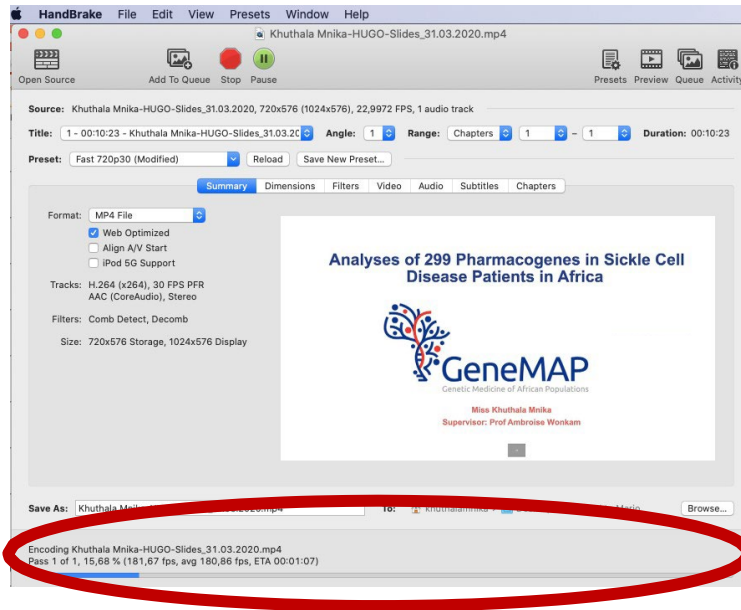 HandBrake File Edit View Presets Window Help
Khuthala Mnika-HUGO-Slides_31.03.2020.mp4
Open Source Add To Queue Stop Pause Presets Preview Queue Activity
Source: Khuthala Mnika-HUGO-Slides_31.03.2020, 720x576 (1024x576), 22,9972 FPS, 1 audio track
Title: 1 - 00:10:23 - Khuthala Mnika-HUGO-Slides_31.03.2C Angle: 1 Range: Chapters 1 – 1 Duration: 00:10:23
Preset: Fast 720p30 (Modified) Reload Save New Preset...
Summary Dimensions Filters Video Audio Subtitles Chapters
Format: MP4 File
Web Optimized
Align A/V Start
iPod 5G Support
Tracks: H.264 (x264), 30 FPS PFR
AAC (CoreAudio), Stereo
Filters: Comb Detect, Decomb
Size: 720x576 Storage, 1024x576 Display
Analyses of 299 Pharmacogenes in Sickle Cell
Disease Patients in Africa
GeneMAP
Genetic Medicine of African Populations
Miss Khuthala Mnika
Supervisor: Prof Ambroise Wonkam
Save As: Khuthala To: khuthalamnika Browse...
Encoding Khuthala Mnika-HUGO-Slides_31.03.2020.mp4
Pass 1 of 1, 15,68 % (181,67 fps, avg 180,86 fps, ETA 00:01:07)